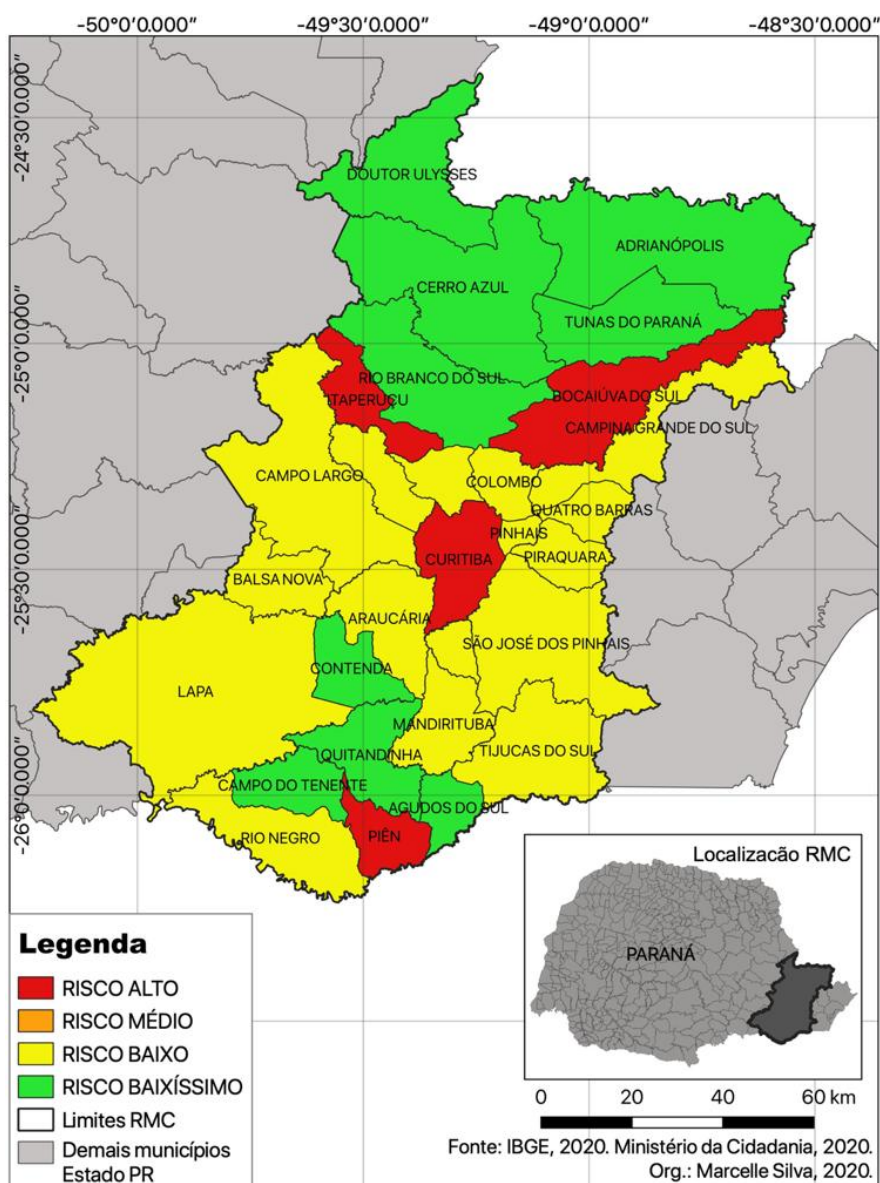 -50°0'0.000"
-49°30'0.000"
-49°0'0.000"
-48°30'0.000"
-24°30'0.000"
-25°0'0.000"
-25°30'0.000"
-26°0'0.000"
DOUTOR ULYSSES
ADRIANÓPOLIS
CERRO AZUL
TUNAS DO PARANÁ
RIO BRANCO DO SUL
ITAPERUÇU
BOCAIÚVA DO SUL
CAMPINA GRANDE DO SUL
CAMPO LARGO
COLOMBO
QUATRO BARRAS
PINHAIS
CURITIBA
PIRAQUARA
BALSA NOVA
ARAUCÁRIA
SÃO JOSÉ DOS PINHAIS
CONTENDA
LAPA
MANDIRITUBA
TIJUCAS DO SUL
QUITANDINHA
CAMPO DO TENENTE
AGUDOS DO SUL
RIO NEGRO
PIÊN
Localizacão RMC
PARANÁ
Legenda
RISCO ALTO
RISCO MÉDIO
RISCO BAIXO
RISCO BAIXÍSSIMO
Limites RMC
Demais municípios
Estado PR
0 20 40 60 km
Fonte: IBGE, 2020. Ministério da Cidadania, 2020.
Org.: Marcelle Silva, 2020.